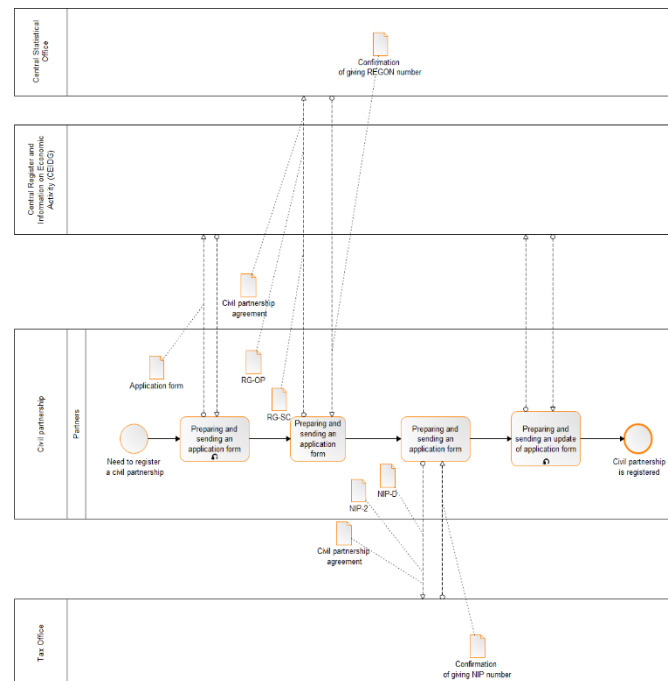 Central Statistical
Office
Confirmation
of giving REGON number
Central Register and
Information on Economic
Activity (CEIDG)
Civil partnership
agreement
Application form
RG-OP
RG-SC
Civil partnership
Partners
Need to register
a civil partnership
Preparing and
sending an
application form
Preparing and
sending an
application
form
Preparing and
sending an
application form
Preparing and
sending an update
of application form
Civil partnership
is registered
NIP-D
NIP-2
Civil partnership
agreement
Tax Office
Confirmation
of giving NIP number